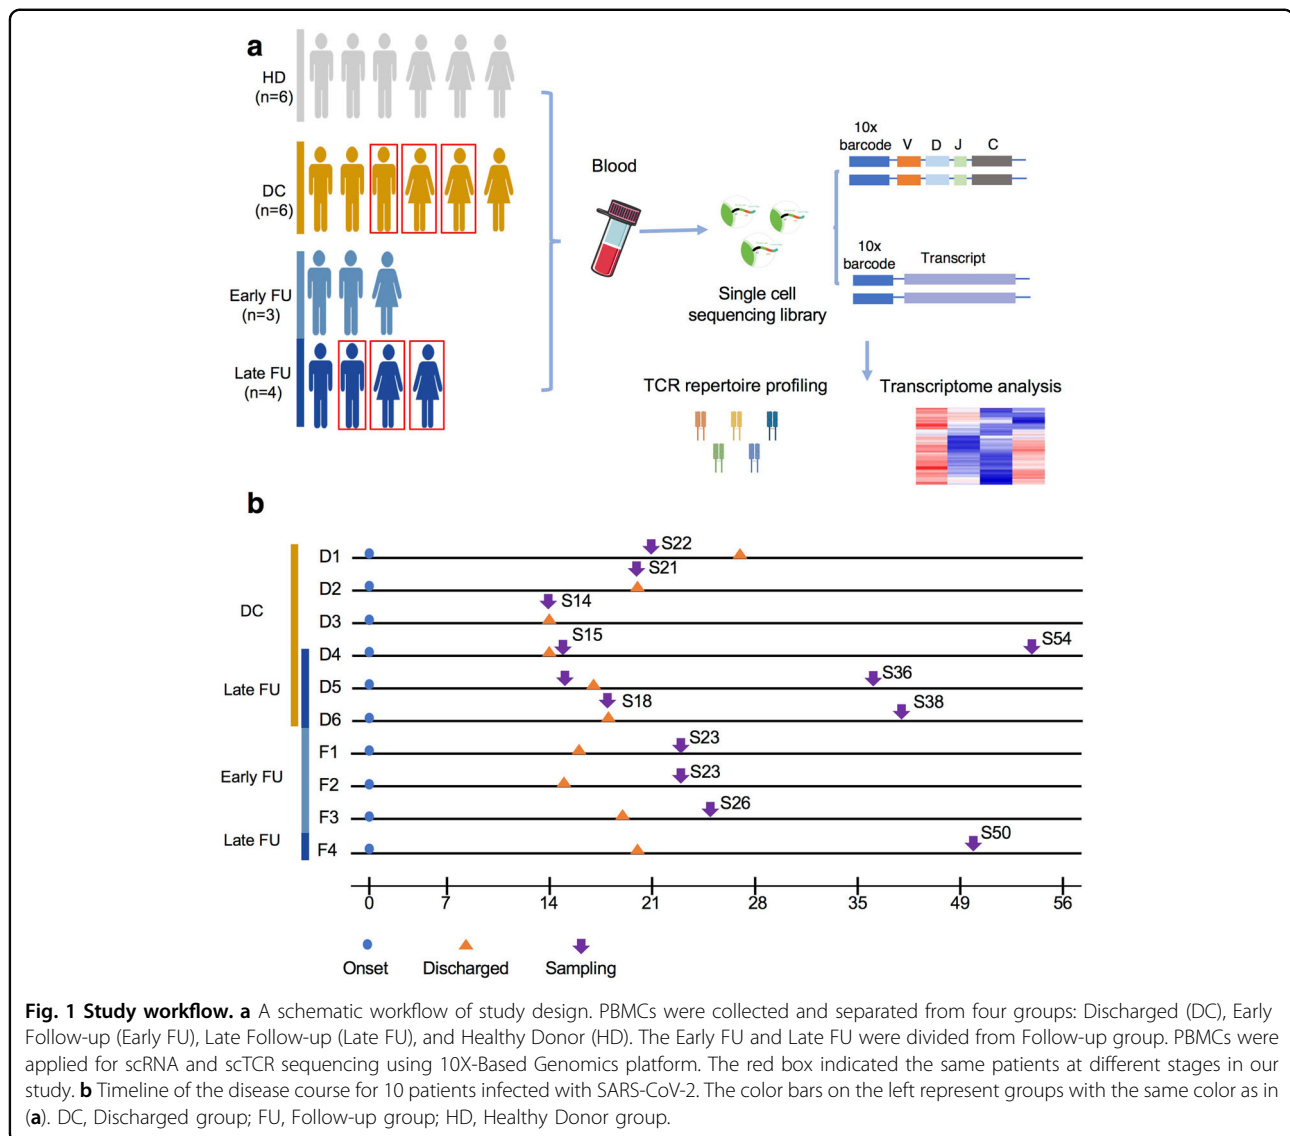 a
HD
(n=6)
DC
(n=6)
Early FU
(n=3)
Late FU
(n=4)
Blood
Single cell
sequencing library
10x
barcode
V
D
J
C
10x
barcode
Transcript
TCR repertoire profiling
Transcriptome analysis
b
DC
Late FU
Early FU
Late FU
D1
S22
D2
S21
D3
S14
D4
S15
S54
D5
S36
D6
S18
S38
F1
S23
F2
S23
F3
S26
F4
S50
0
7
14
21
28
35
49
56
Onset
Discharged
Sampling
Fig. 1 Study workflow. a A schematic workflow of study design. PBMCs were collected and separated from four groups: Discharged (DC), Early
Follow-up (Early FU), Late Follow-up (Late FU), and Healthy Donor (HD). The Early FU and Late FU were divided from Follow-up group. PBMCs were
applied for scRNA and scTCR sequencing using 10X-Based Genomics platform. The red box indicated the same patients at different stages in our
study. b Timeline of the disease course for 10 patients infected with SARS-CoV-2. The color bars on the left represent groups with the same color as in
(a). DC, Discharged group; FU, Follow-up group; HD, Healthy Donor group.